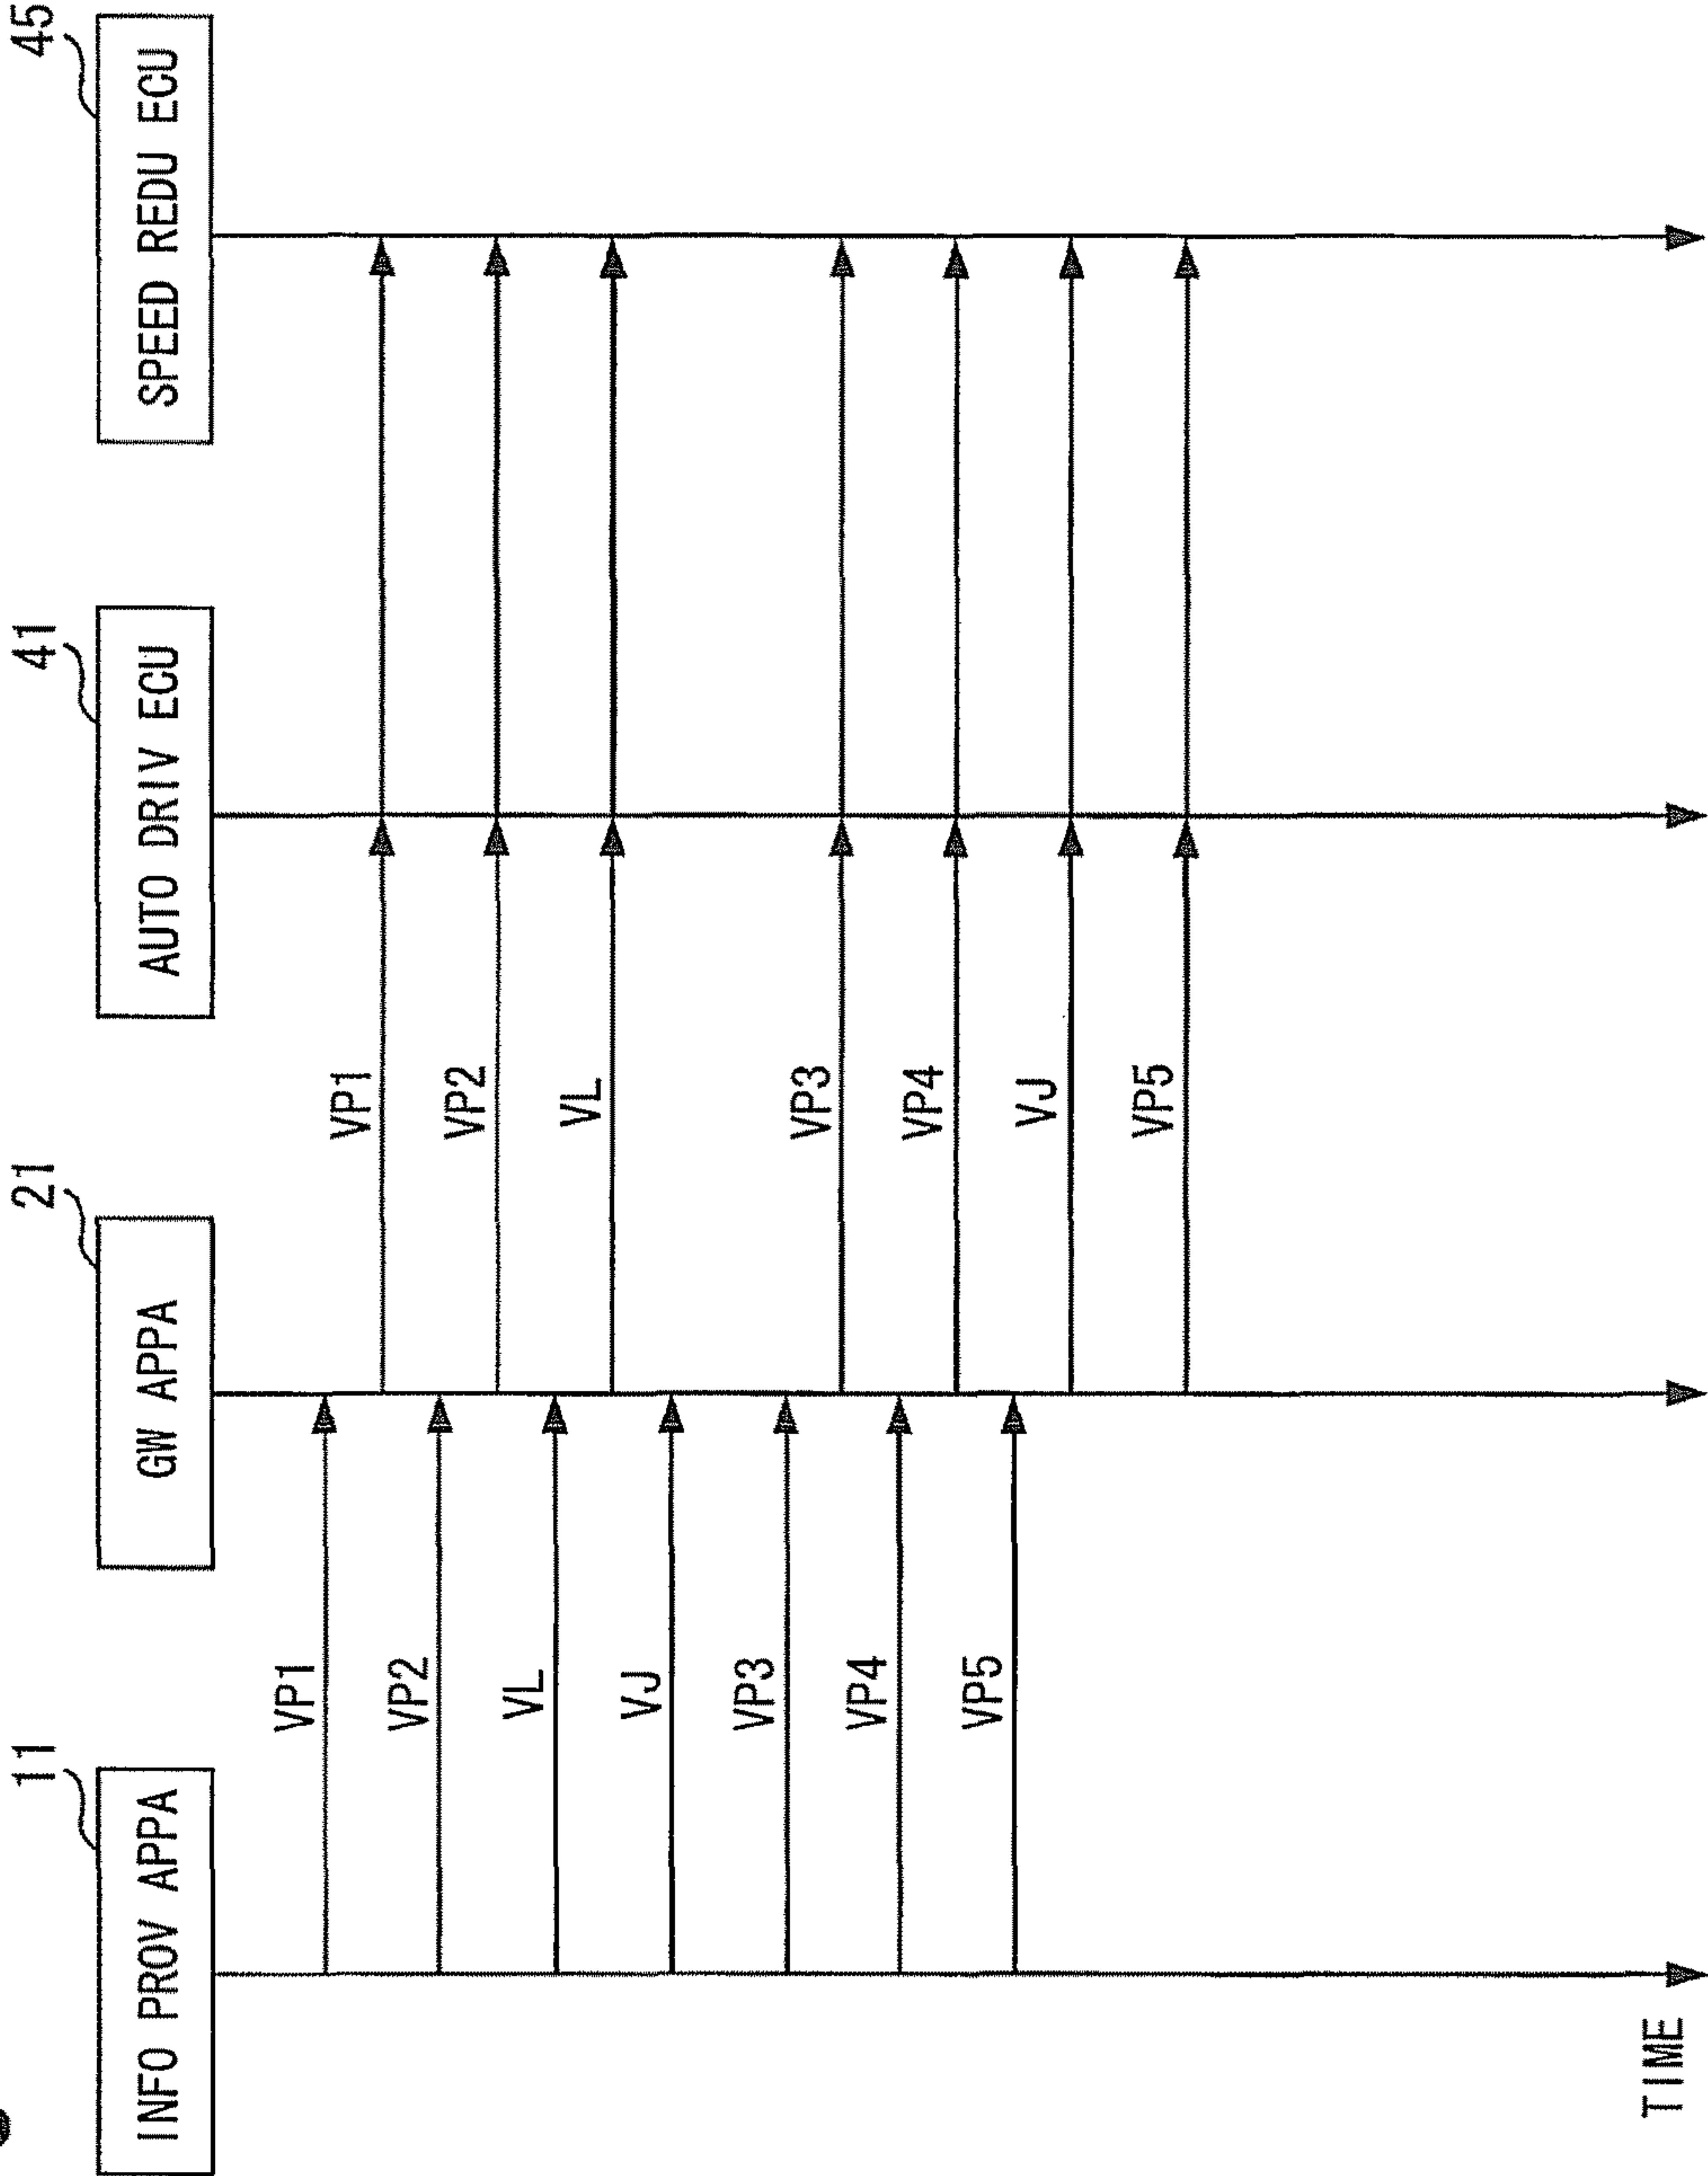 11
21
41
45
INFO PROV APPA
GW APPA
AUTO DRIV ECU
SPEED REDU ECU
VP1
VP1
VP2
VP2
VL
VL
VJ
VP3
VP3
VP4
VP4
VP5
VJ
VP5
TIME